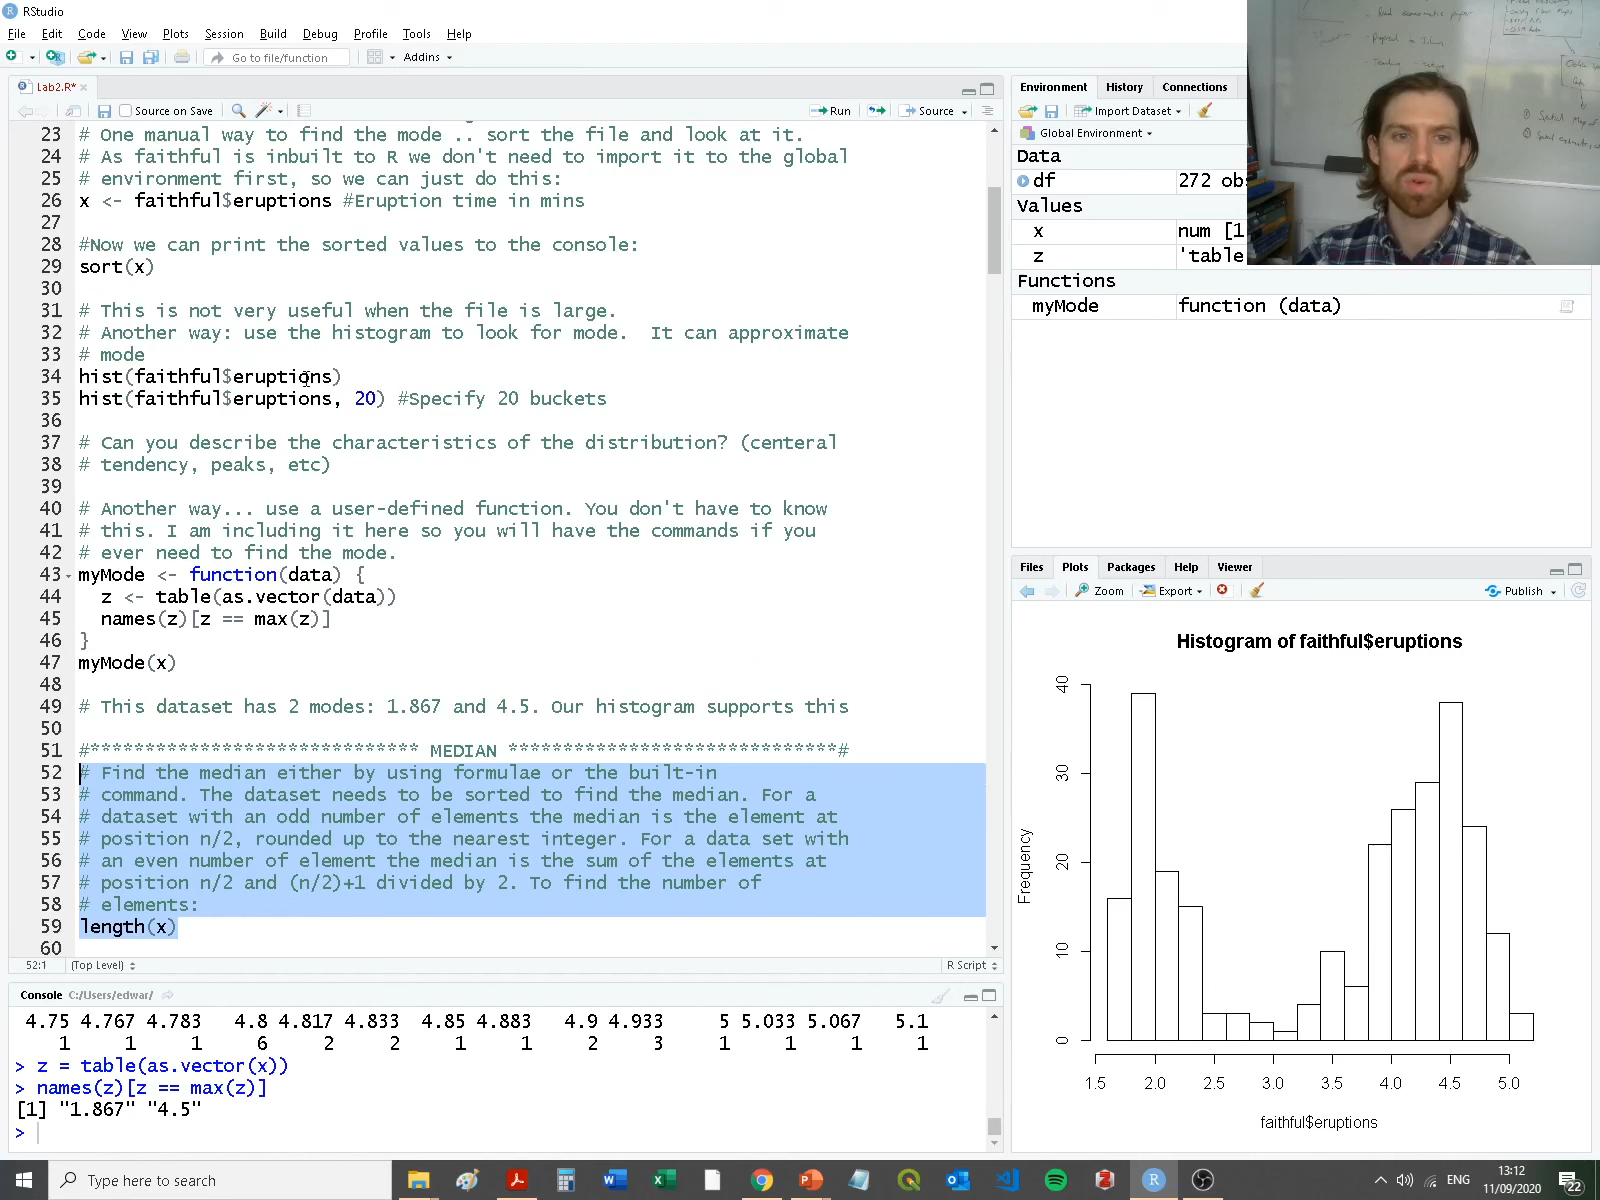 RStudio
File Edit Code View Plots Session Build Debug Profile Tools Help
Go to file/function Addins
Lab2.R*
Source on Save Run Source
23 # One manual way to find the mode .. sort the file and look at it.
24 # As faithful is inbuilt to R we don't need to import it to the global
25 # environment first, so we can just do this:
26 x <- faithful$eruptions #Eruption time in mins
27
28 #Now we can print the sorted values to the console:
29 sort(x)
30
31 # This is not very useful when the file is large.
32 # Another way: use the histogram to look for mode.  It can approximate
33 # mode
34 hist(faithful$eruptions)
35 hist(faithful$eruptions, 20) #Specify 20 buckets
36
37 # Can you describe the characteristics of the distribution? (centeral
38 # tendency, peaks, etc)
39
40 # Another way... use a user-defined function. You don't have to know
41 # this. I am including it here so you will have the commands if you
42 # ever need to find the mode.
43 myMode <- function(data) {
44   z <- table(as.vector(data))
45   names(z)[z == max(z)]
46 }
47 myMode(x)
48
49 # This dataset has 2 modes: 1.867 and 4.5. Our histogram supports this
50
51 #****************************** MEDIAN ******************************#
52 # Find the median either by using formulae or the built-in
53 # command. The dataset needs to be sorted to find the median. For a
54 # dataset with an odd number of elements the median is the element at
55 # position n/2, rounded up to the nearest integer. For a data set with
56 # an even number of element the median is the sum of the elements at
57 # position n/2 and (n/2)+1 divided by 2. To find the number of
58 # elements:
59 length(x)
60
52:1 (Top Level) R Script
Console C:/Users/edwar/
4.75 4.767 4.783 4.8 4.817 4.833 4.85 4.883 4.9 4.933 5 5.033 5.067 5.1
1 1 1 6 2 2 1 1 2 3 1 1 1 1
> z = table(as.vector(x))
> names(z)[z == max(z)]
[1] "1.867" "4.5"
>
Environment History Connections
Import Dataset
Global Environment
Data
df 272 obs
Values
x num [1
z 'table
Functions
myMode function (data)
Files Plots Packages Help Viewer
Zoom Export Publish
Histogram of faithful$eruptions
Frequency
40
30
20
10
0
1.5 2.0 2.5 3.0 3.5 4.0 4.5 5.0
faithful$eruptions
Type here to search
ENG
13:12
11/09/2020
22